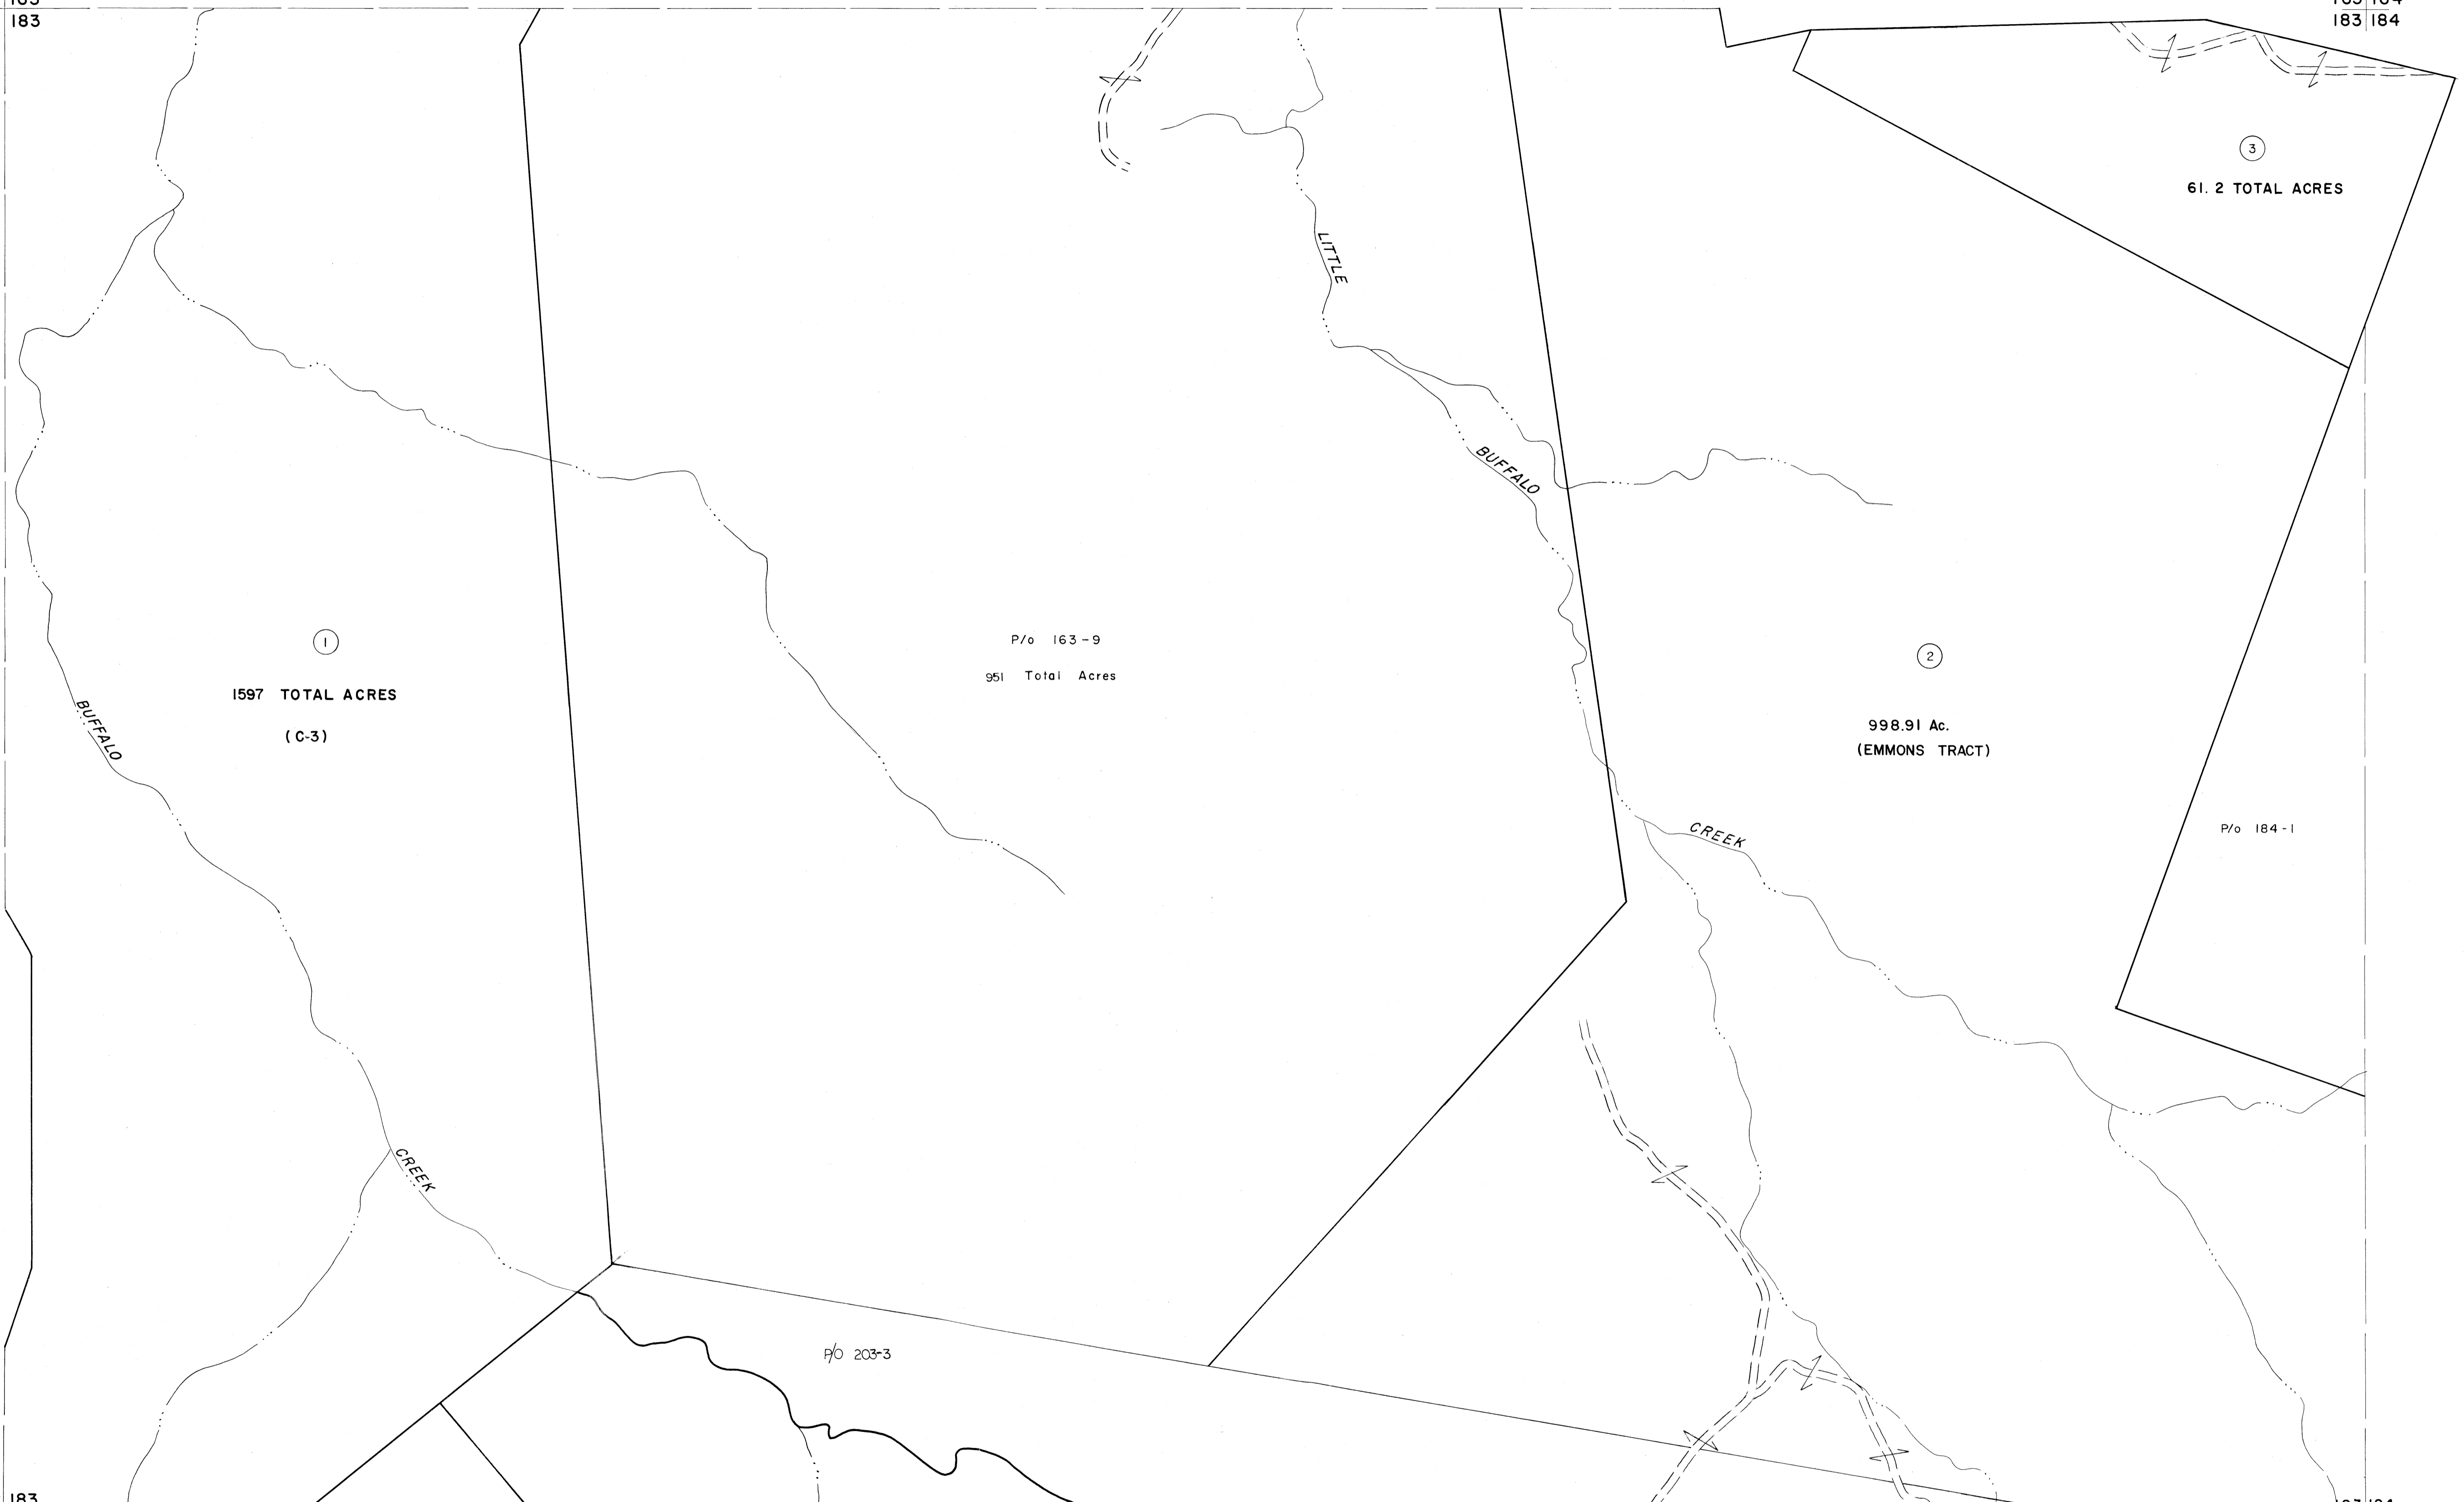 183
183 184
3
61.2 TOTAL ACRES
LITTLE
BUFFALO
1
1597 TOTAL ACRES
(C-3)
P/o 163-9
951 Total Acres
2
998.91 Ac.
(EMMONS TRACT)
BUFFALO
CREEK
P/o 184-1
CREEK
P/O 203-3
183